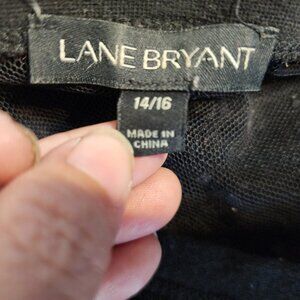 LANE BRYANT
14/16
MADE IN
CHINA